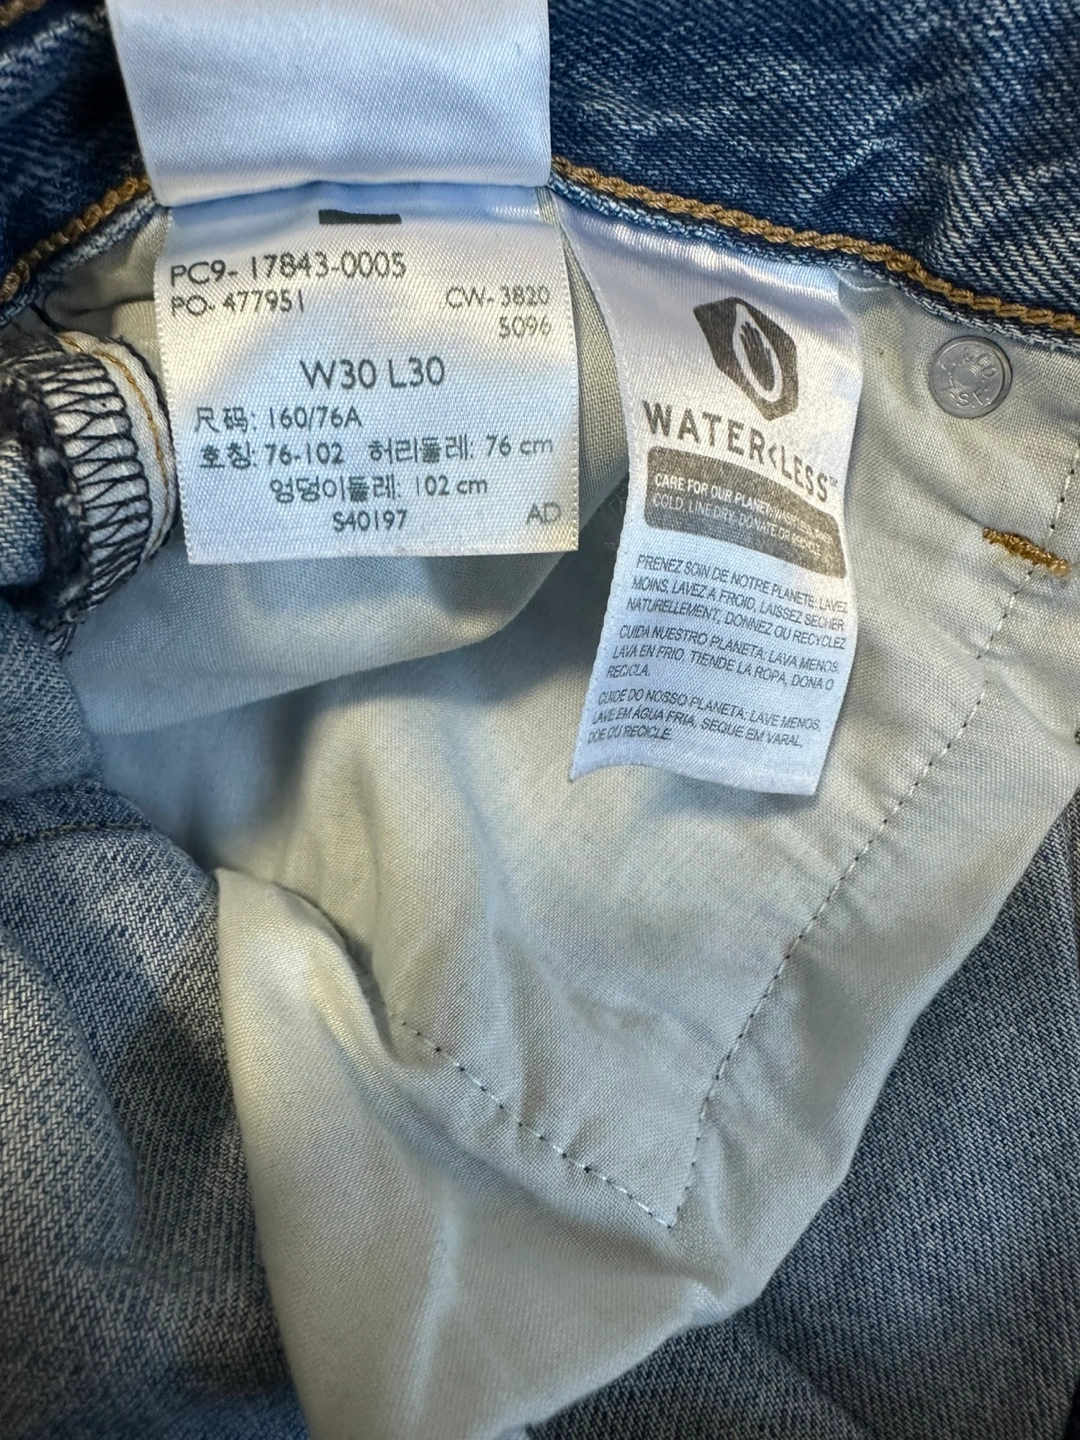 PC9- 17843-0005
PO- 477951
CW- 3820
5096
W30 L30
尺码: 160/76A
호칭: 76-102 허리둘레: 76 cm
엉덩이둘레: 102 cm
S40197
AD
WATER<LESS™
CARE FOR OUR PLANET:
COLD, LINE DRY, DONATE OR RECYCLE
PRENEZ SOIN DE NOTRE PLANETE: LAVEZ
MOINS, LAVEZ A FROID, LAISSEZ SECHER
NATURELLEMENT, DONNEZ OU RECYCLEZ
CUIDA NUESTRO PLANETA: LAVA MENOS,
LAVA EN FRIO, TIENDE LA ROPA, DONA O
RECICLA.
CUIDE DO NOSSO PLANETA: LAVE MENOS,
LAVE EM ÁGUA FRIA, SEQUE EM VARAL,
DOE OU RECICLE.